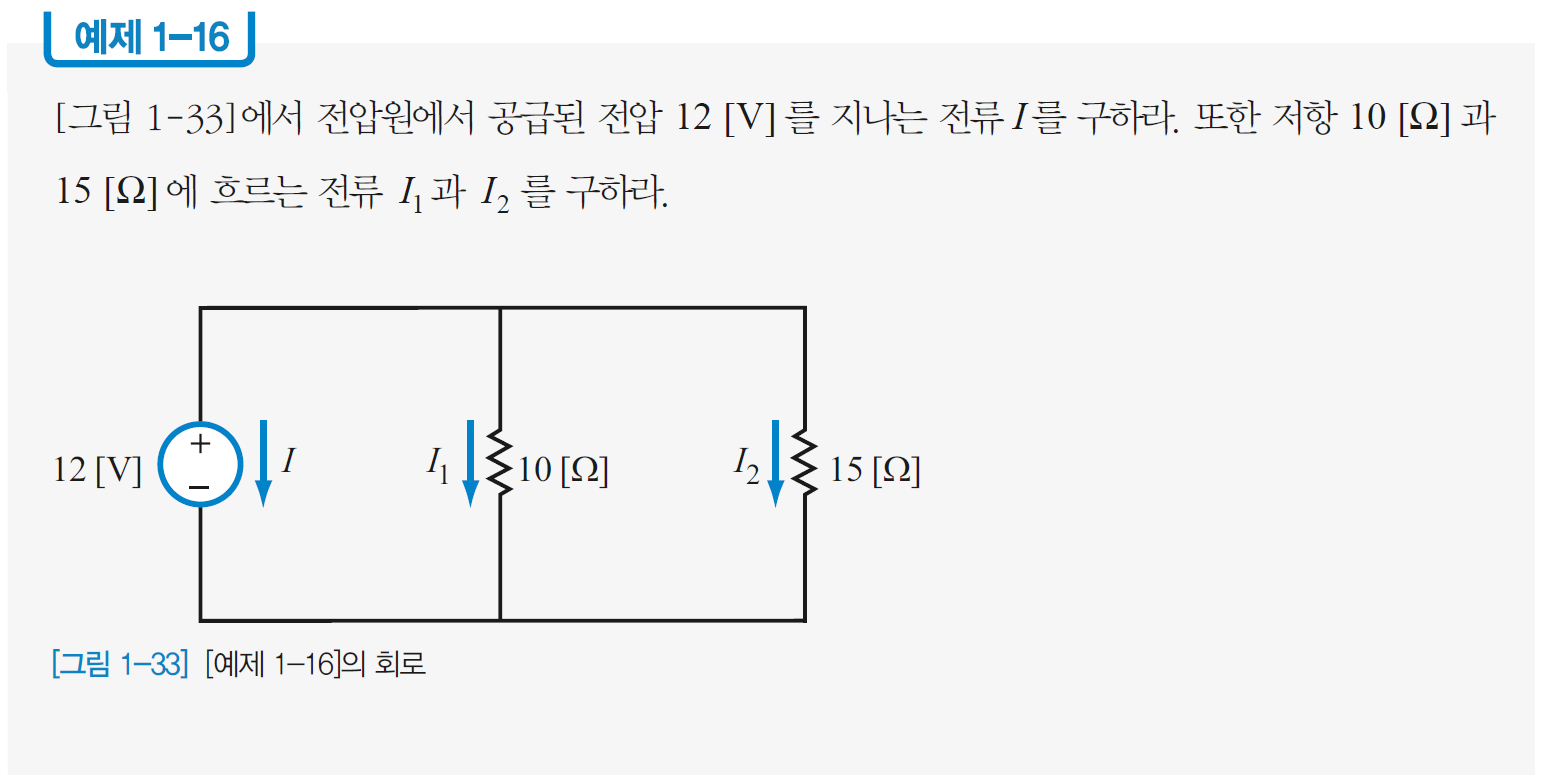 예제 1–16
[그림 1-33]에서 전압원에서 공급된 전압 12 [V]를 지나는 전류 I를 구하라. 또한 저항 10 [Ω]과
15 [Ω]에 흐르는 전류 I₁과 I₂를 구하라.
+
12 [V]
I
I₁
10 [Ω]
I₂
15 [Ω]
−
[그림 1–33] [예제 1–16]의 회로